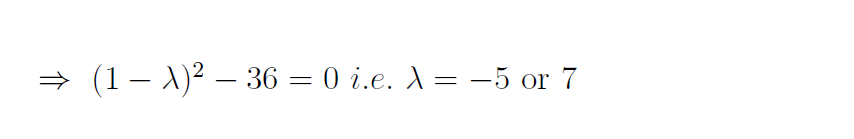 ⇒ (1 − λ)² − 36 = 0 i.e. λ = −5 or 7